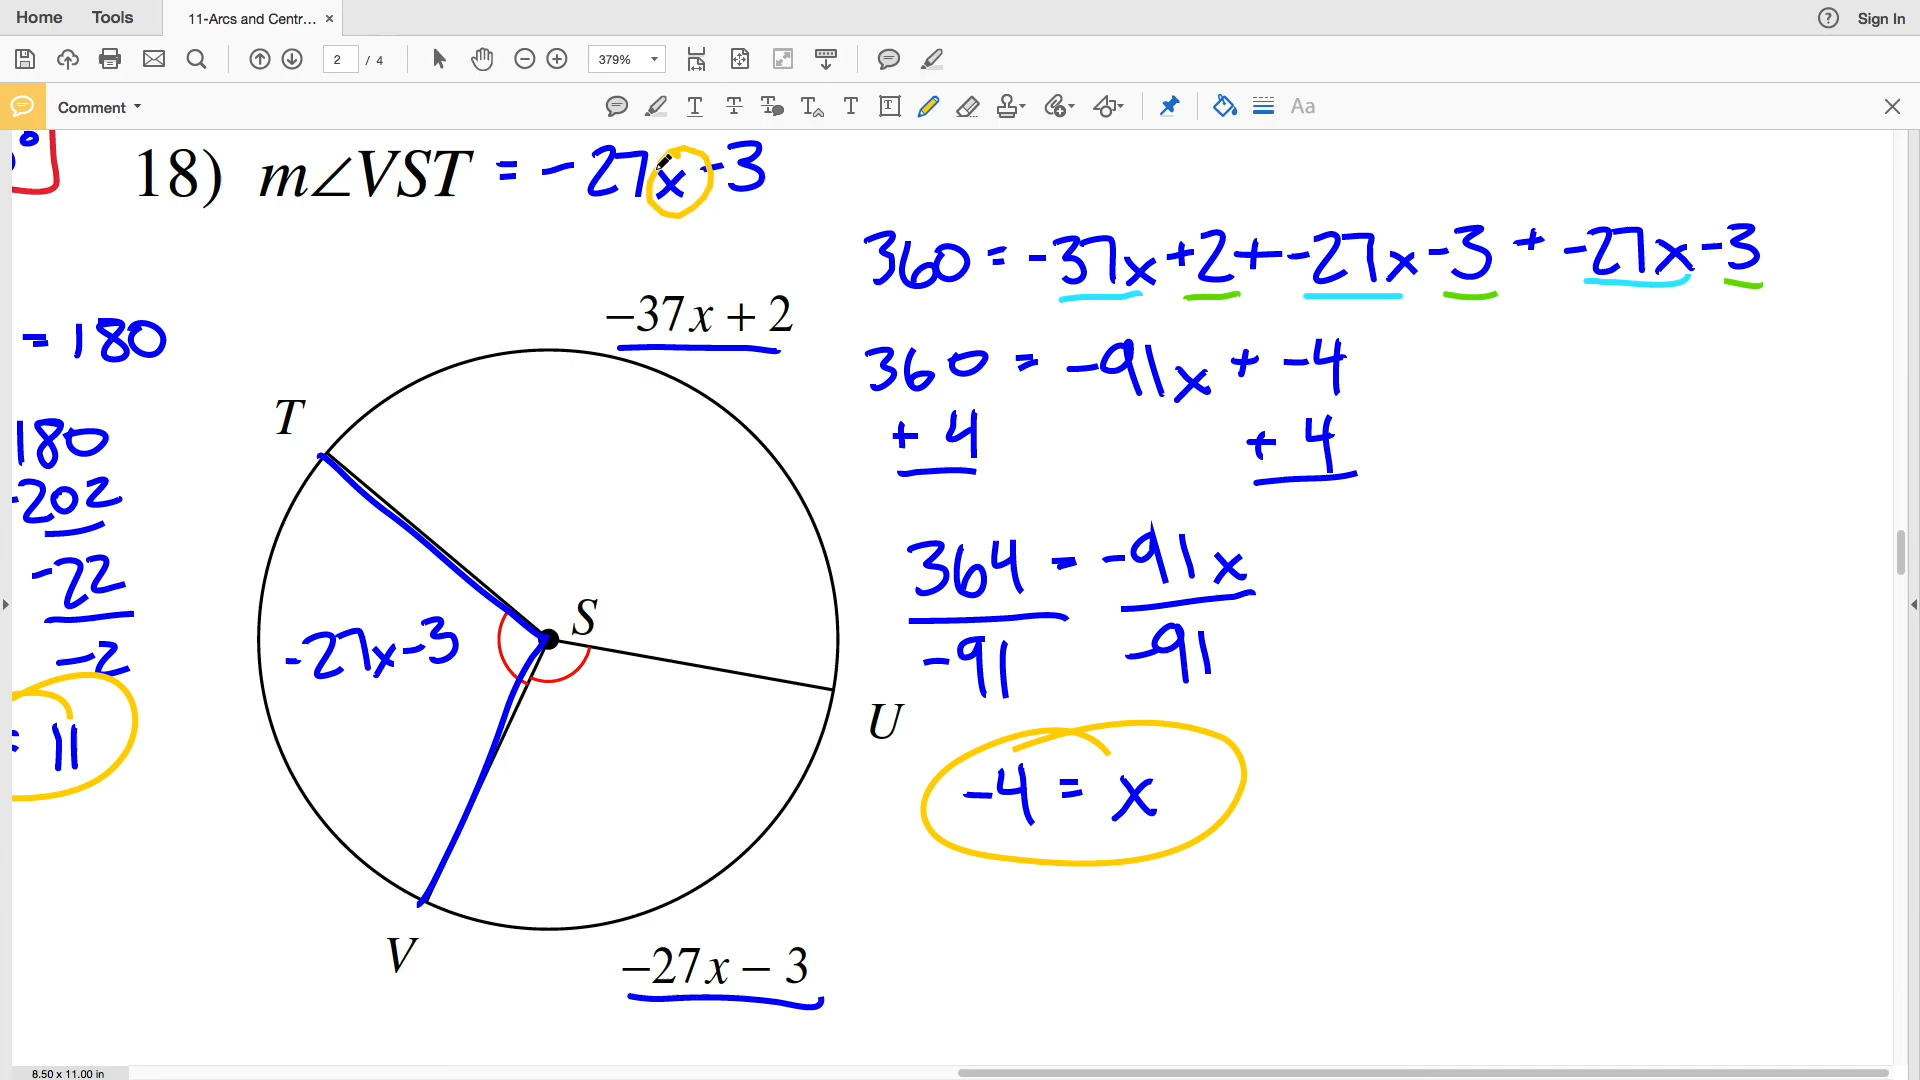 Home Tools 11-Arcs and Centr... × Sign In
2 / 4 379%
Comment Aa
18) m∠VST = -27x-3
360 = -37x+2+-27x-3 + -27x-3
−37x + 2
= 180
360 = -91x + -4
T
+ 4 + 4
180
-202
364 = -91x
-22
S
-27x-3
-91 -91
-2
U
= 11
-4 = x
V
−27x − 3
8.50 x 11.00 in